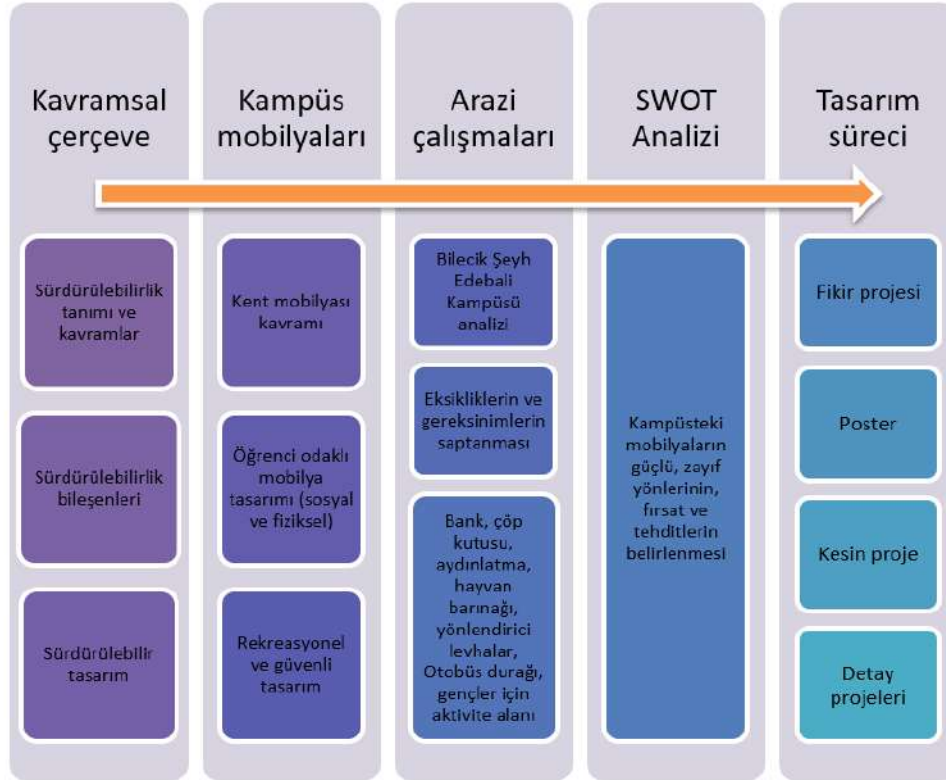 Kavramsal
çerçeve
Sürdürülebilirlik
tanımı ve
kavramlar
Sürdürülebilirlik
bileşenleri
Sürdürülebilir
tasarım
Kampüs
mobilyaları
Kent mobilyası
kavramı
Öğrenci odaklı
mobilya
tasarımı (sosyal
ve fiziksel)
Rekreasyonel
ve güvenli
tasarım
Arazi
çalışmaları
Bilecik Şeyh
Edebali
Kampüsü
analizi
Eksikliklerin ve
gereksinimlerin
saptanması
Bank, çöp
kutusu,
aydınlatma,
hayvan
barınağı,
yönlendirici
levhalar,
Otobüs durağı,
gençler için
aktivite alanı
SWOT
Analizi
Kampüsteki
mobilyaların
güçlü, zayıf
yönlerinin,
fırsat ve
tehditlerin
belirlenmesi
Tasarım
süreci
Fikir projesi
Poster
Kesin proje
Detay
projeleri